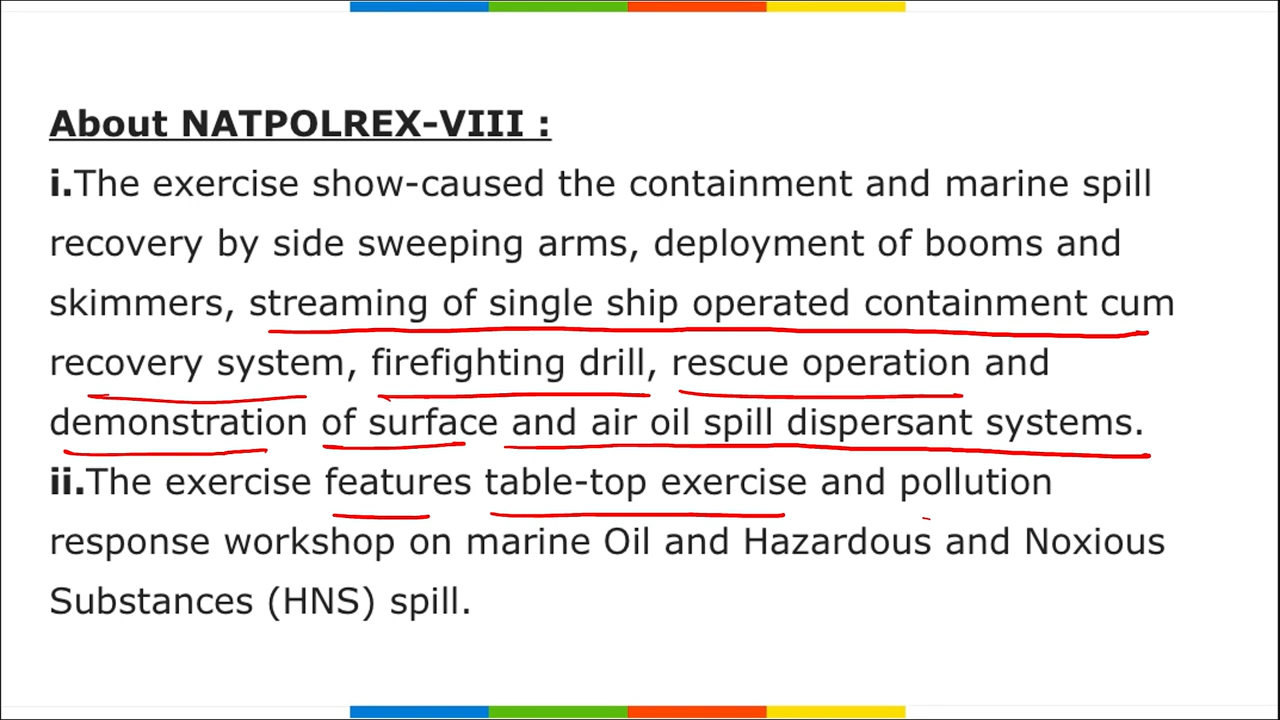 About NATPOLREX-VIII :
i.The exercise show-caused the containment and marine spill
recovery by side sweeping arms, deployment of booms and
skimmers, streaming of single ship operated containment cum
recovery system, firefighting drill, rescue operation and
demonstration of surface and air oil spill dispersant systems.
ii.The exercise features table-top exercise and pollution
response workshop on marine Oil and Hazardous and Noxious
Substances (HNS) spill.